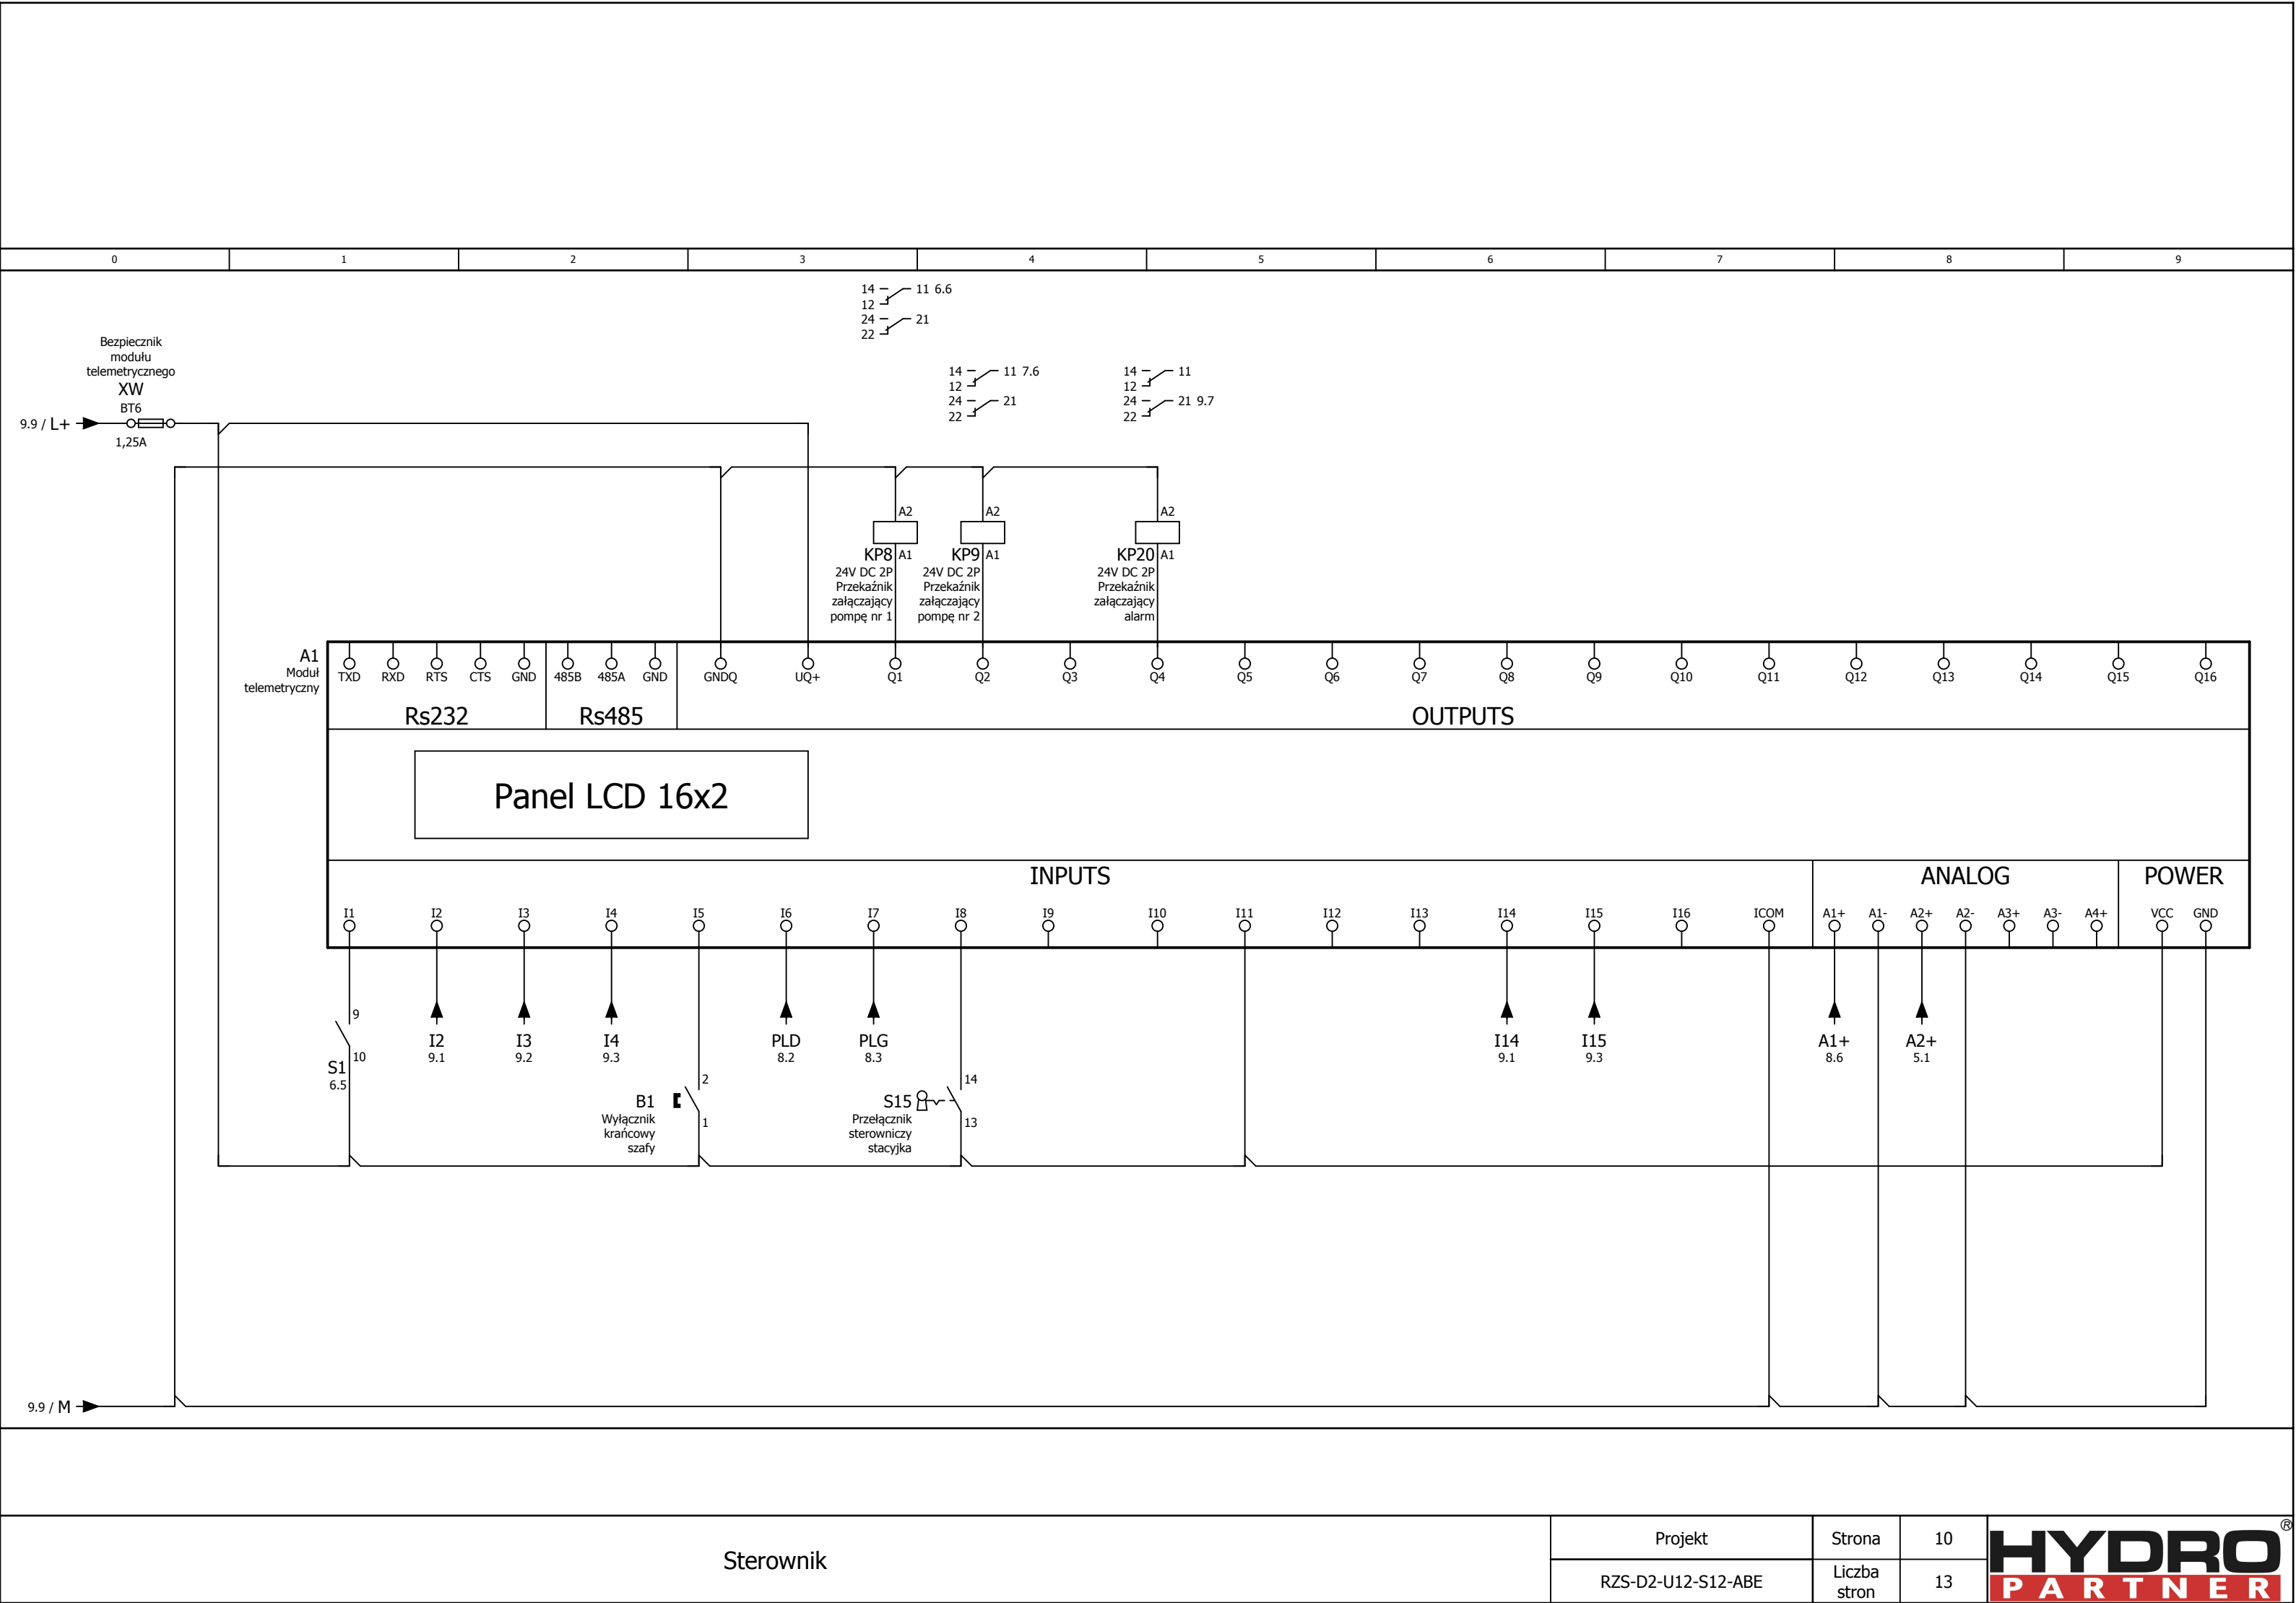 0 1 2 3 4 5 6 7 8 9
14 11 6.6
12
24 21
22
14 11 7.6
12
24 21
22
14 11
12
24 21 9.7
22
Bezpiecznik
modułu
telemetrycznego
XW
BT6
9.9 / L+
1,25A
A2
KP8 A1
24V DC 2P
Przekaźnik
załączający
pompę nr 1
A2
KP9 A1
24V DC 2P
Przekaźnik
załączający
pompę nr 2
A2
KP20 A1
24V DC 2P
Przekaźnik
załączający
alarm
A1
Moduł
telemetryczny
TXD RXD RTS CTS GND 485B 485A GND GNDQ UQ+ Q1 Q2 Q3 Q4 Q5 Q6 Q7 Q8 Q9 Q10 Q11 Q12 Q13 Q14 Q15 Q16
Rs232 Rs485 OUTPUTS
Panel LCD 16x2
INPUTS ANALOG POWER
I1 I2 I3 I4 I5 I6 I7 I8 I9 I10 I11 I12 I13 I14 I15 I16 ICOM A1+ A1- A2+ A2- A3+ A3- A4+ VCC GND
9
10
S1
6.5
I2
9.1
I3
9.2
I4
9.3
2
B1
1
Wyłącznik
krańcowy
szafy
PLD
8.2
PLG
8.3
14
S15
13
Przełącznik
sterowniczy
stacyjka
I14
9.1
I15
9.3
A1+
8.6
A2+
5.1
9.9 / M
Sterownik
Projekt Strona 10
RZS-D2-U12-S12-ABE Liczba stron 13
HYDRO®
PARTNER